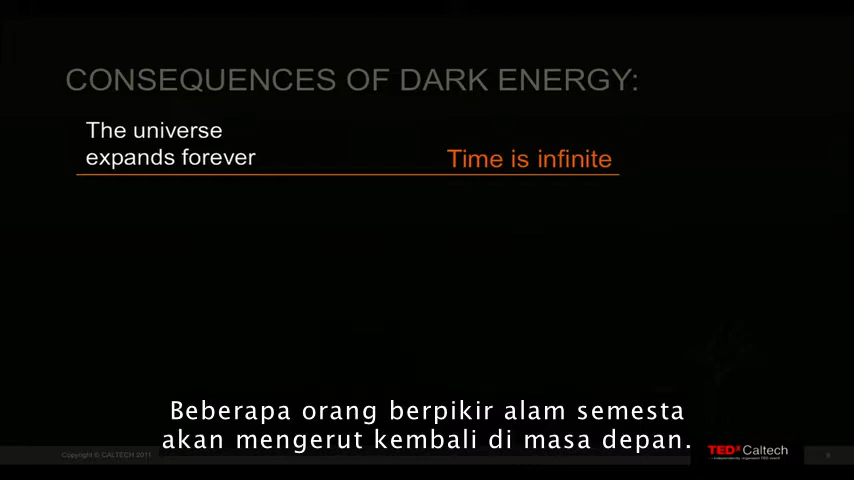 CONSEQUENCES OF DARK ENERGY:
The universe
expands forever
Time is infinite
Beberapa orang berpikir alam semesta
akan mengerut kembali di masa depan.
Copyright © CALTECH 2011
TEDxCaltech